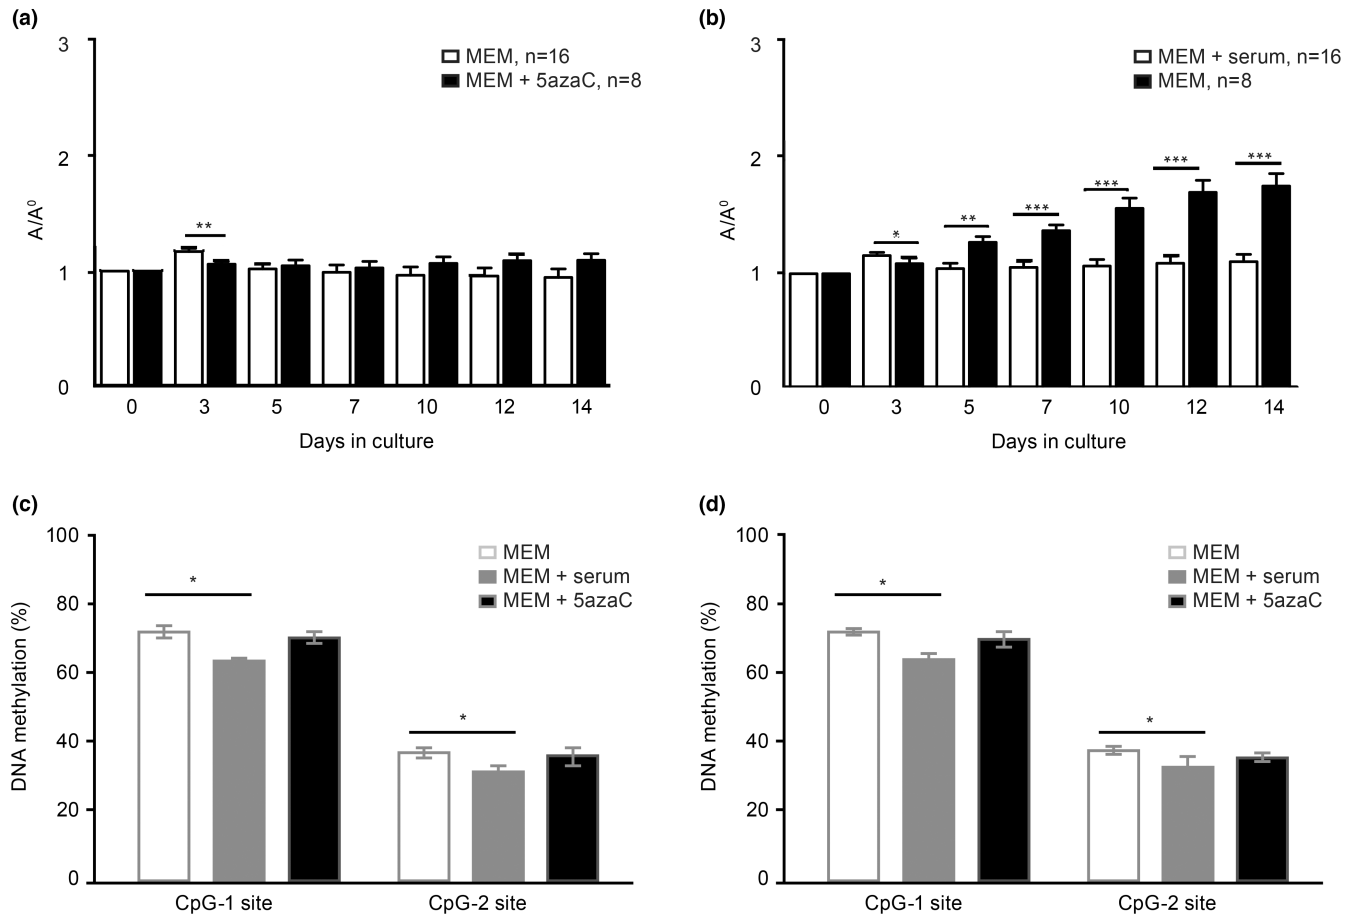 (a)
3
2
1
0
A/A⁰
MEM, n=16
MEM + 5azaC, n=8
**
0 3 5 7 10 12 14
Days in culture
(b)
3
2
1
0
A/A⁰
MEM + serum, n=16
MEM, n=8
* ** *** *** *** ***
0 3 5 7 10 12 14
Days in culture
(c)
100
80
60
40
20
0
DNA methylation (%)
MEM
MEM + serum
MEM + 5azaC
*
*
CpG-1 site CpG-2 site
(d)
100
80
60
40
20
0
DNA methylation (%)
MEM
MEM + serum
MEM + 5azaC
*
*
CpG-1 site CpG-2 site